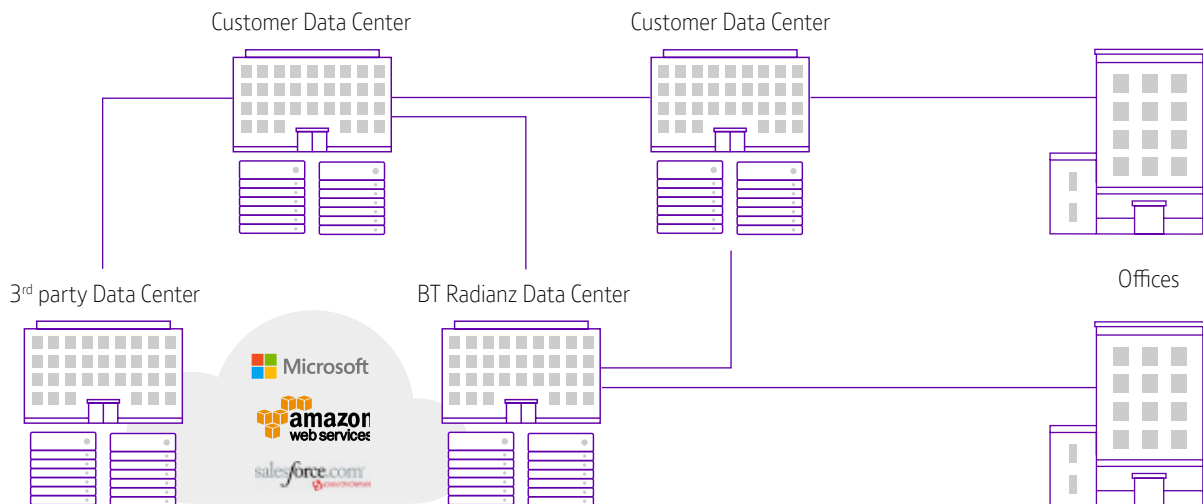 Customer Data Center
Customer Data Center
3rd party Data Center
BT Radianz Data Center
Offices
Microsoft
amazon
web services
salesforce.com